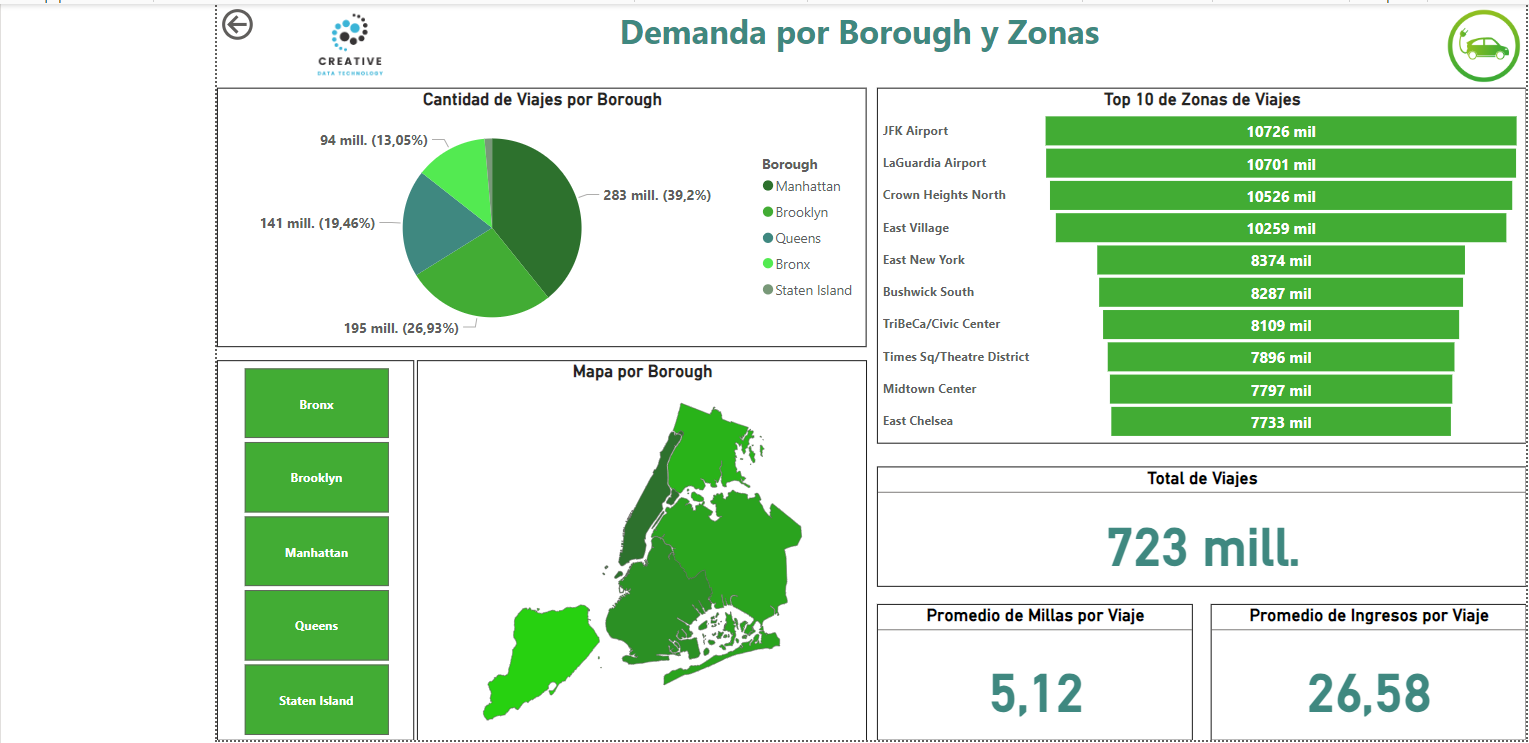 CREATIVE
DATA TECHNOLOGY
Demanda por Borough y Zonas
Cantidad de Viajes por Borough
94 mill. (13,05%)
283 mill. (39,2%)
141 mill. (19,46%)
195 mill. (26,93%)
Borough
Manhattan
Brooklyn
Queens
Bronx
Staten Island
Top 10 de Zonas de Viajes
JFK Airport 10726 mil
LaGuardia Airport 10701 mil
Crown Heights North 10526 mil
East Village 10259 mil
East New York 8374 mil
Bushwick South 8287 mil
TriBeCa/Civic Center 8109 mil
Times Sq/Theatre District 7896 mil
Midtown Center 7797 mil
East Chelsea 7733 mil
Bronx
Brooklyn
Manhattan
Queens
Staten Island
Mapa por Borough
Total de Viajes
723 mill.
Promedio de Millas por Viaje
5,12
Promedio de Ingresos por Viaje
26,58